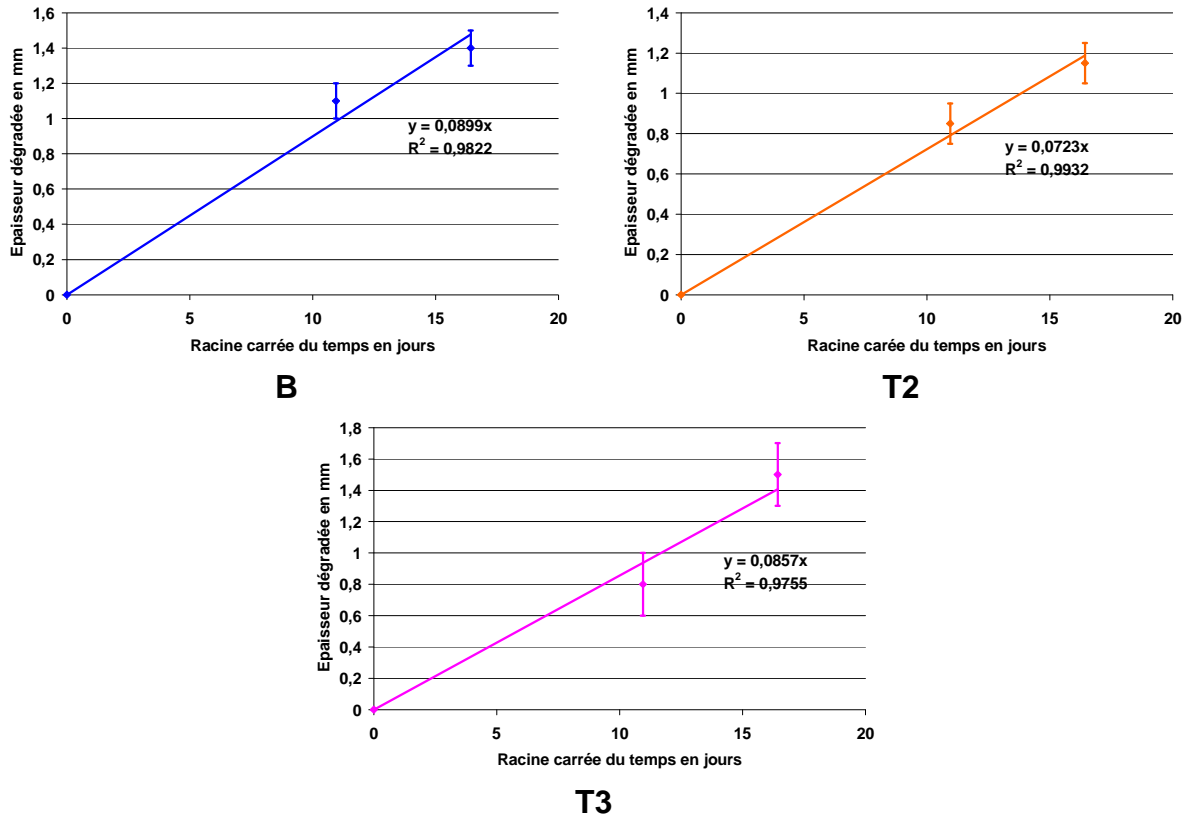 1,6
1,4
1,2
1
0,8
0,6
0,4
0,2
0
Epaisseur dégradée en mm
y = 0,0899x
R² = 0,9822
0 5 10 15 20
Racine carrée du temps en jours
B
1,4
1,2
1
0,8
0,6
0,4
0,2
0
Epaisseur dégradée en mm
y = 0,0723x
R² = 0,9932
0 5 10 15 20
Racine carée du temps en jours
T2
1,8
1,6
1,4
1,2
1
0,8
0,6
0,4
0,2
0
Epaisseur dégradée en mm
y = 0,0857x
R² = 0,9755
0 5 10 15 20
Racine carrée du temps en jours
T3